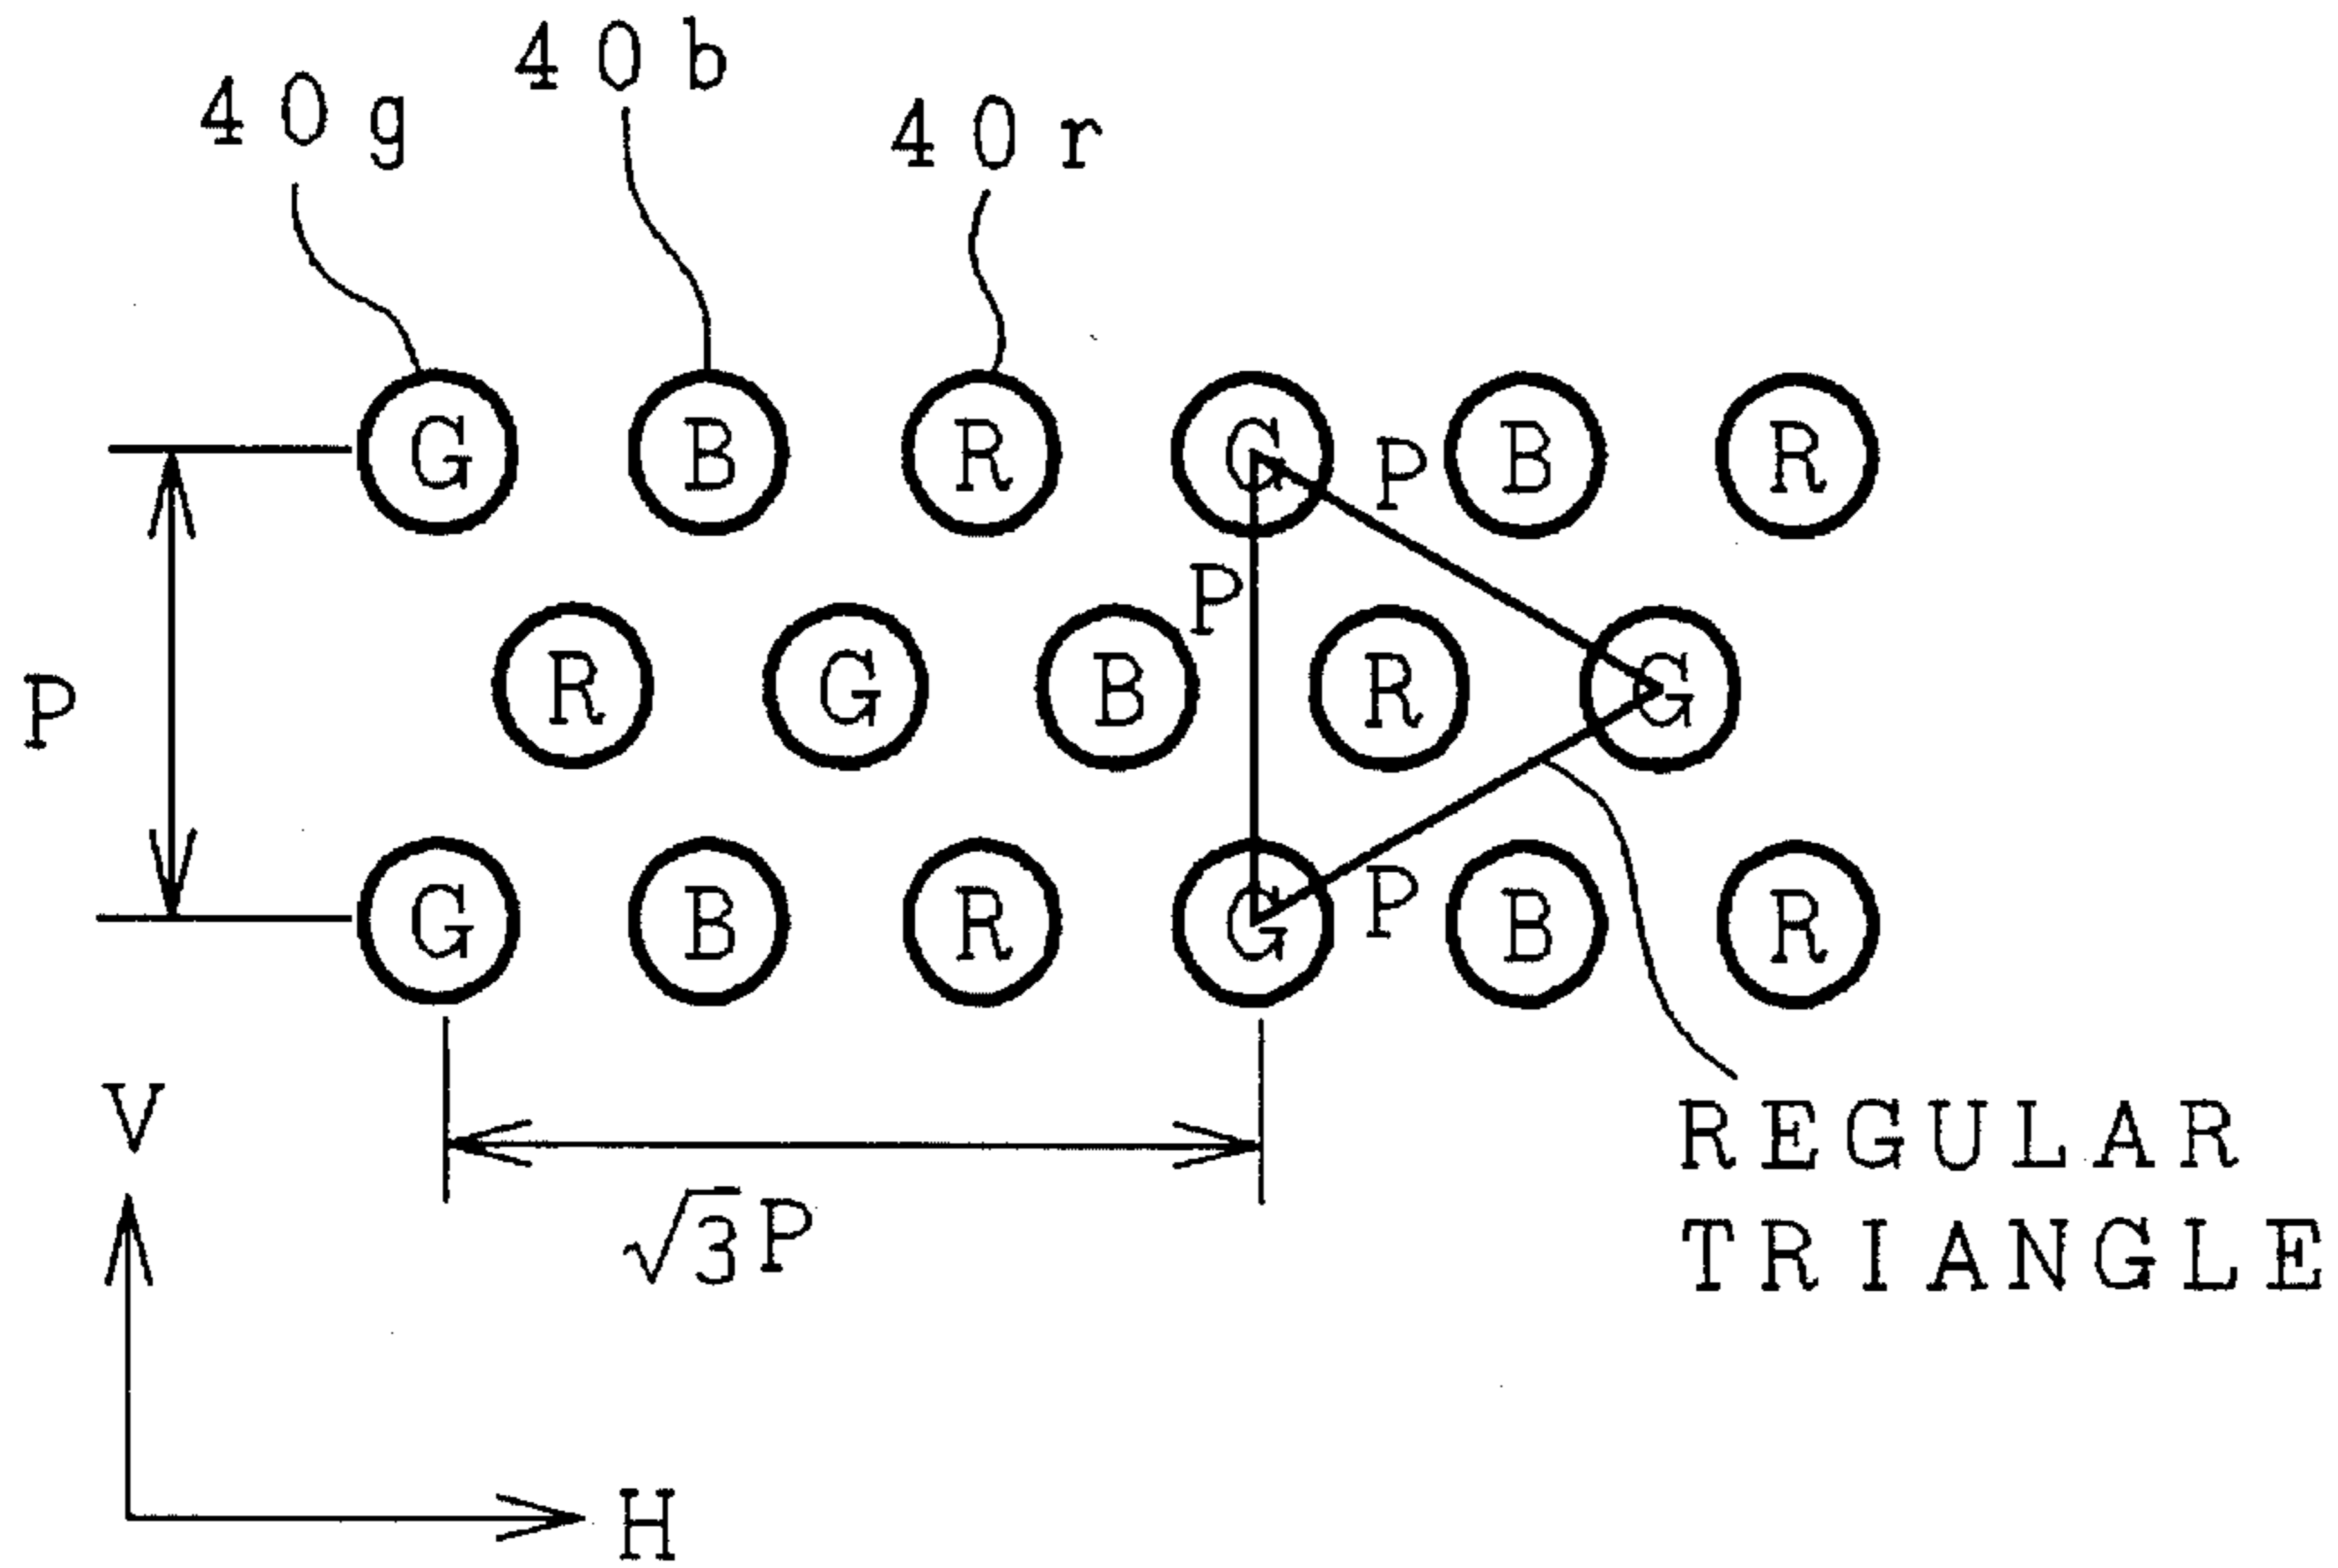 40g 40b 40r
G B R G B R
P
P
P
R G B R G
G B R G B R
P
√3P
REGULAR
TRIANGLE
V
H